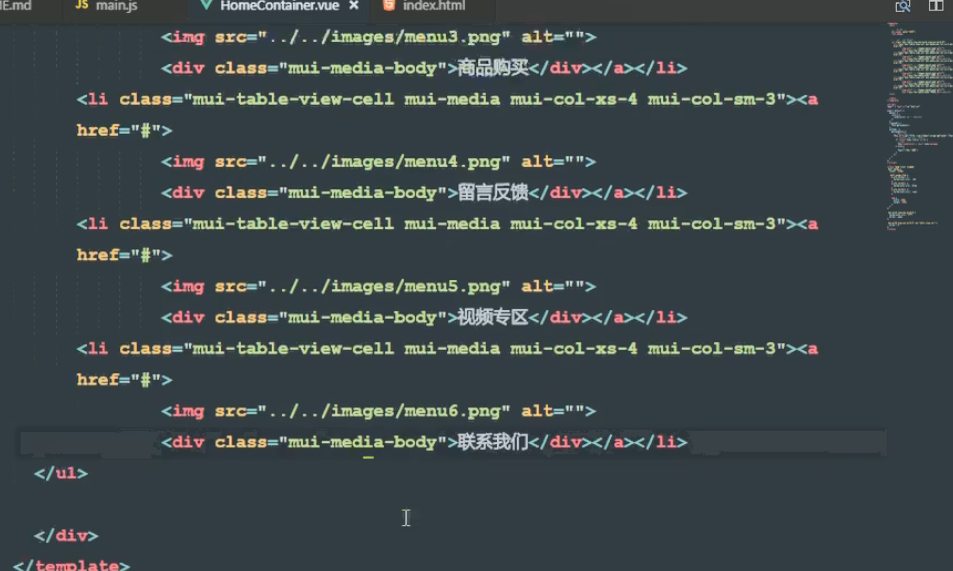 E.md JS main.js HomeContainer.vue × index.html
<img src="../../images/menu3.png" alt="">
<div class="mui-media-body">商品购买</div></a></li>
<li class="mui-table-view-cell mui-media mui-col-xs-4 mui-col-sm-3"><a
href="#">
<img src="../../images/menu4.png" alt="">
<div class="mui-media-body">留言反馈</div></a></li>
<li class="mui-table-view-cell mui-media mui-col-xs-4 mui-col-sm-3"><a
href="#">
<img src="../../images/menu5.png" alt="">
<div class="mui-media-body">视频专区</div></a></li>
<li class="mui-table-view-cell mui-media mui-col-xs-4 mui-col-sm-3"><a
href="#">
<img src="../../images/menu6.png" alt="">
<div class="mui-media-body">联系我们</div></a></li>
</ul>
</div>
</template>